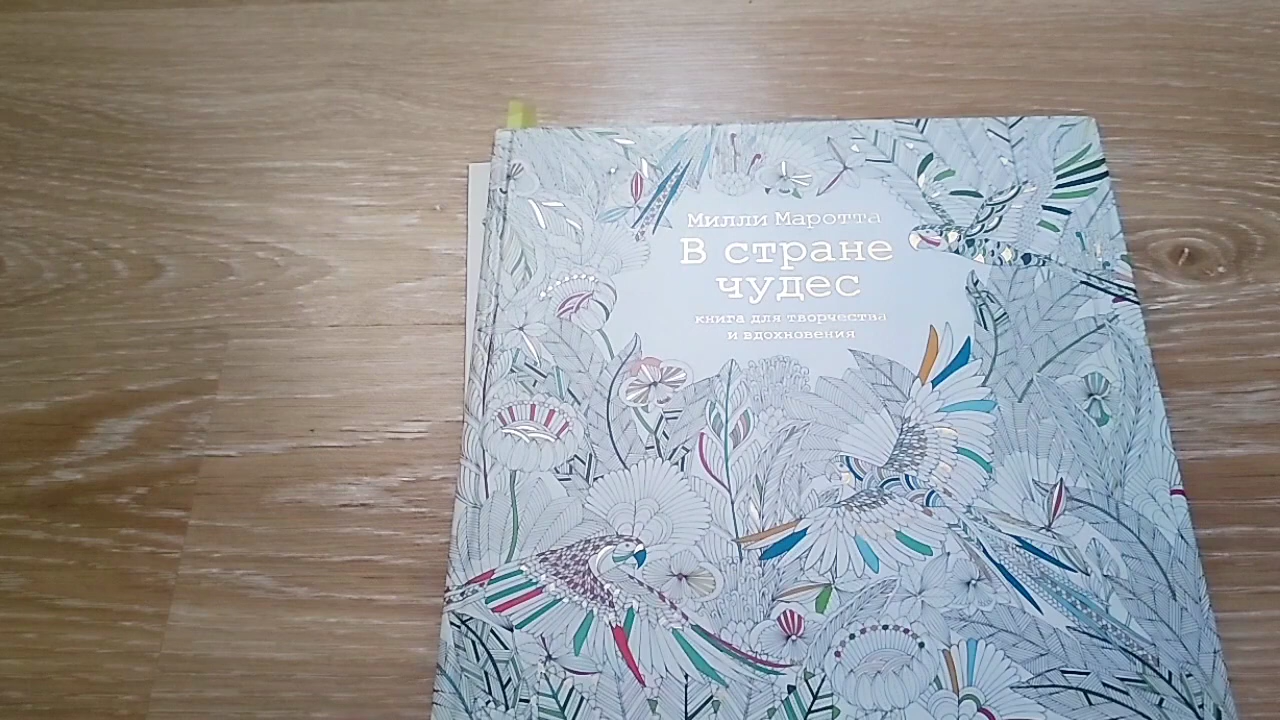 Милли Маротта
В стране
чудес
книга для творчества
и вдохновения